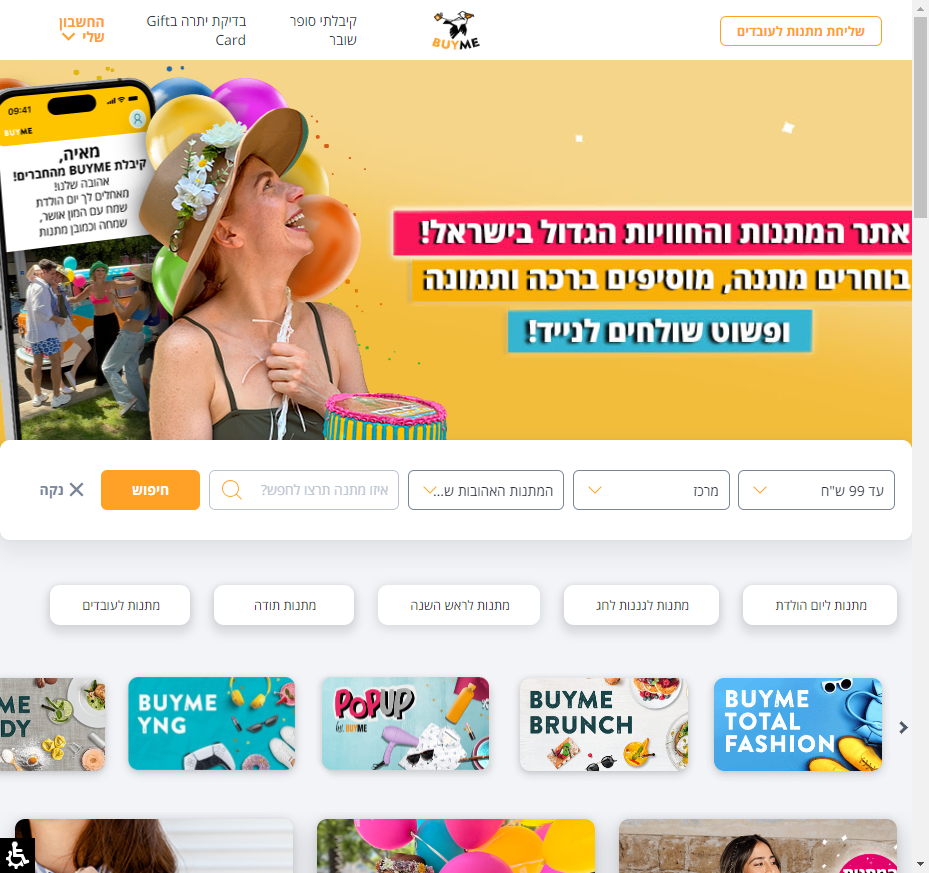 שליחת מתנות לעובדים
BUYME
קיבלתי סופר
שובר
בדיקת יתרה בGift
Card
החשבון
שלי
09:41
BUYME
מאיה,
קיבלת BUYME מהחברים!
אהובה שלנו!
מאחלים לך יום הולדת
שמח עם המון אושר,
שמחה וכמובן מתנות
אתר המתנות והחוויות הגדול בישראל!
בוחרים מתנה, מוסיפים ברכה ותמונה
ופשוט שולחים לנייד!
עד 99 ש"ח
מרכז
המתנות האהובות ש...
איזו מתנה תרצו לחפש?
חיפוש
נקה
מתנות ליום הולדת
מתנות לגננות לחג
מתנות לראש השנה
מתנות תודה
מתנות לעובדים
BUYME
TOTAL
FASHION
BUYME
BRUNCH
POPUP
by BUYME
BUYME
YNG
ME
DY